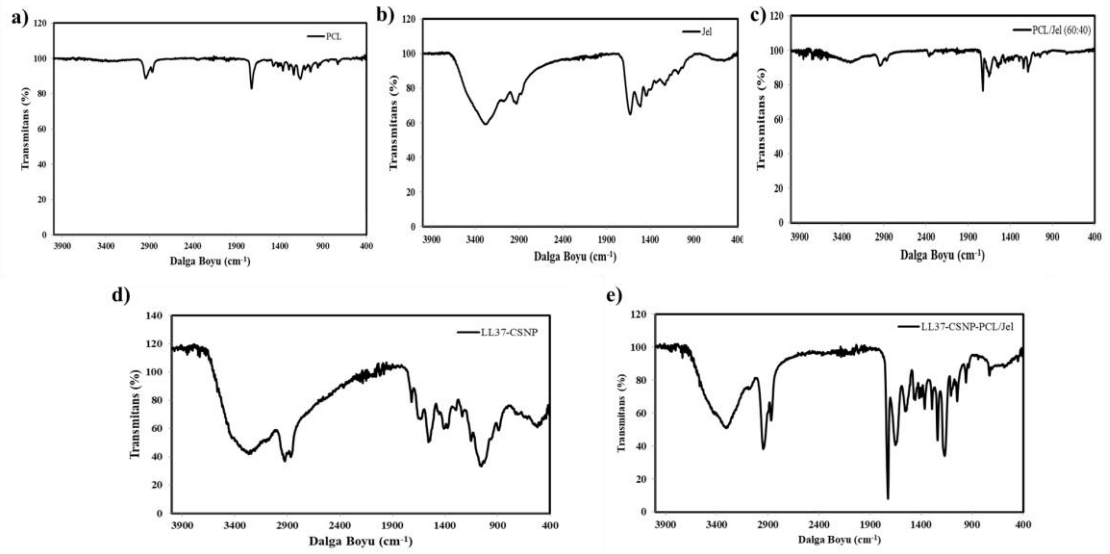 a)
120
100
80
60
40
20
0
3900 3400 2900 2400 1900 1400 900 400
Transmitans (%)
Dalga Boyu (cm⁻¹)
PCL
b)
120
100
80
60
40
20
0
3900 3400 2900 2400 1900 1400 900 400
Transmitans (%)
Dalga Boyu (cm⁻¹)
Jel
c)
120
100
80
60
40
20
0
3900 3400 2900 2400 1900 1400 900 400
Transmitans (%)
Dalga Boyu (cm⁻¹)
PCL/Jel (60:40)
d)
140
120
100
80
60
40
20
0
3900 3400 2900 2400 1900 1400 900 400
Transmitans (%)
Dalga Boyu (cm⁻¹)
LL37-CSNP
e)
120
100
80
60
40
20
0
3900 3400 2900 2400 1900 1400 900 400
Transmitans (%)
Dalga Boyu (cm⁻¹)
LL37-CSNP-PCL/Jel